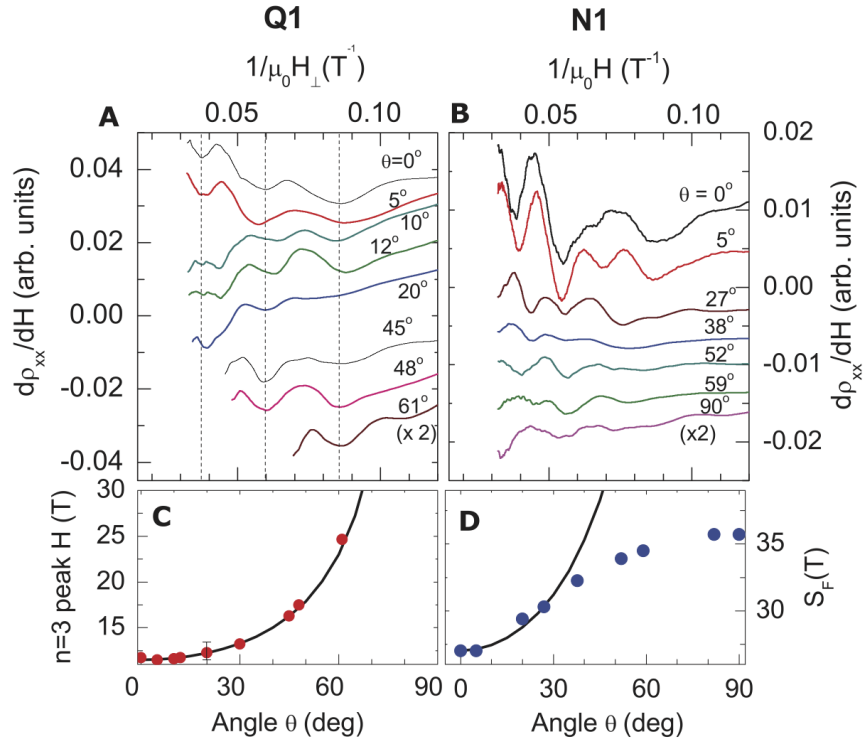 Q1
N1
1/μ₀H⊥(T⁻¹)
1/μ₀H (T⁻¹)
A
0.05
0.10
B
0.05
0.10
0.04
0.02
0.00
-0.02
-0.04
dρxx/dH (arb. units)
θ=0°
5°
10°
12°
20°
45°
48°
61°
(x 2)
θ = 0°
5°
27°
38°
52°
59°
90°
(x2)
0.02
0.01
0.00
-0.01
-0.02
dρxx/dH (arb. units)
C
30
25
20
15
n=3 peak H (T)
0
30
60
90
Angle θ (deg)
D
35
30
S_F(T)
0
30
60
90
Angle θ (deg)